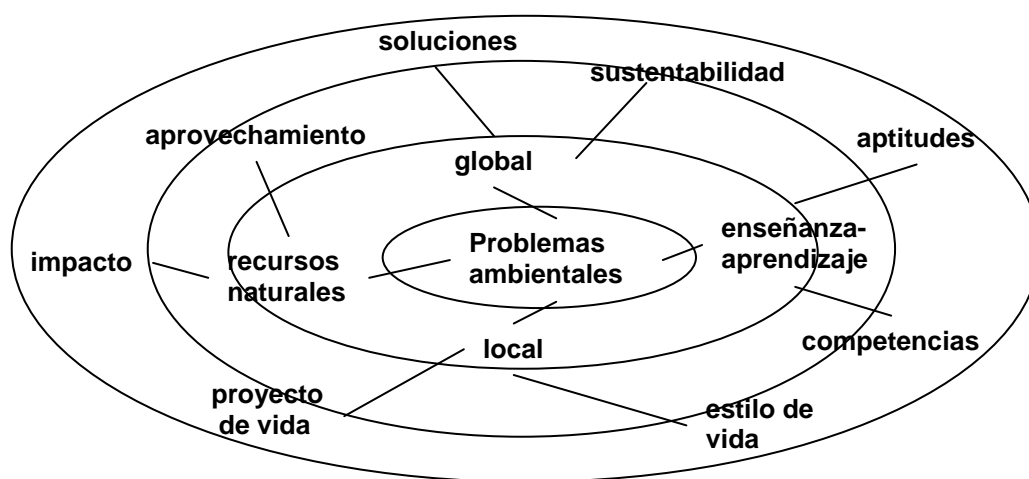 soluciones
sustentabilidad
aprovechamiento
aptitudes
global
enseñanza-
aprendizaje
Problemas
ambientales
impacto
recursos
naturales
competencias
local
proyecto
de vida
estilo de
vida